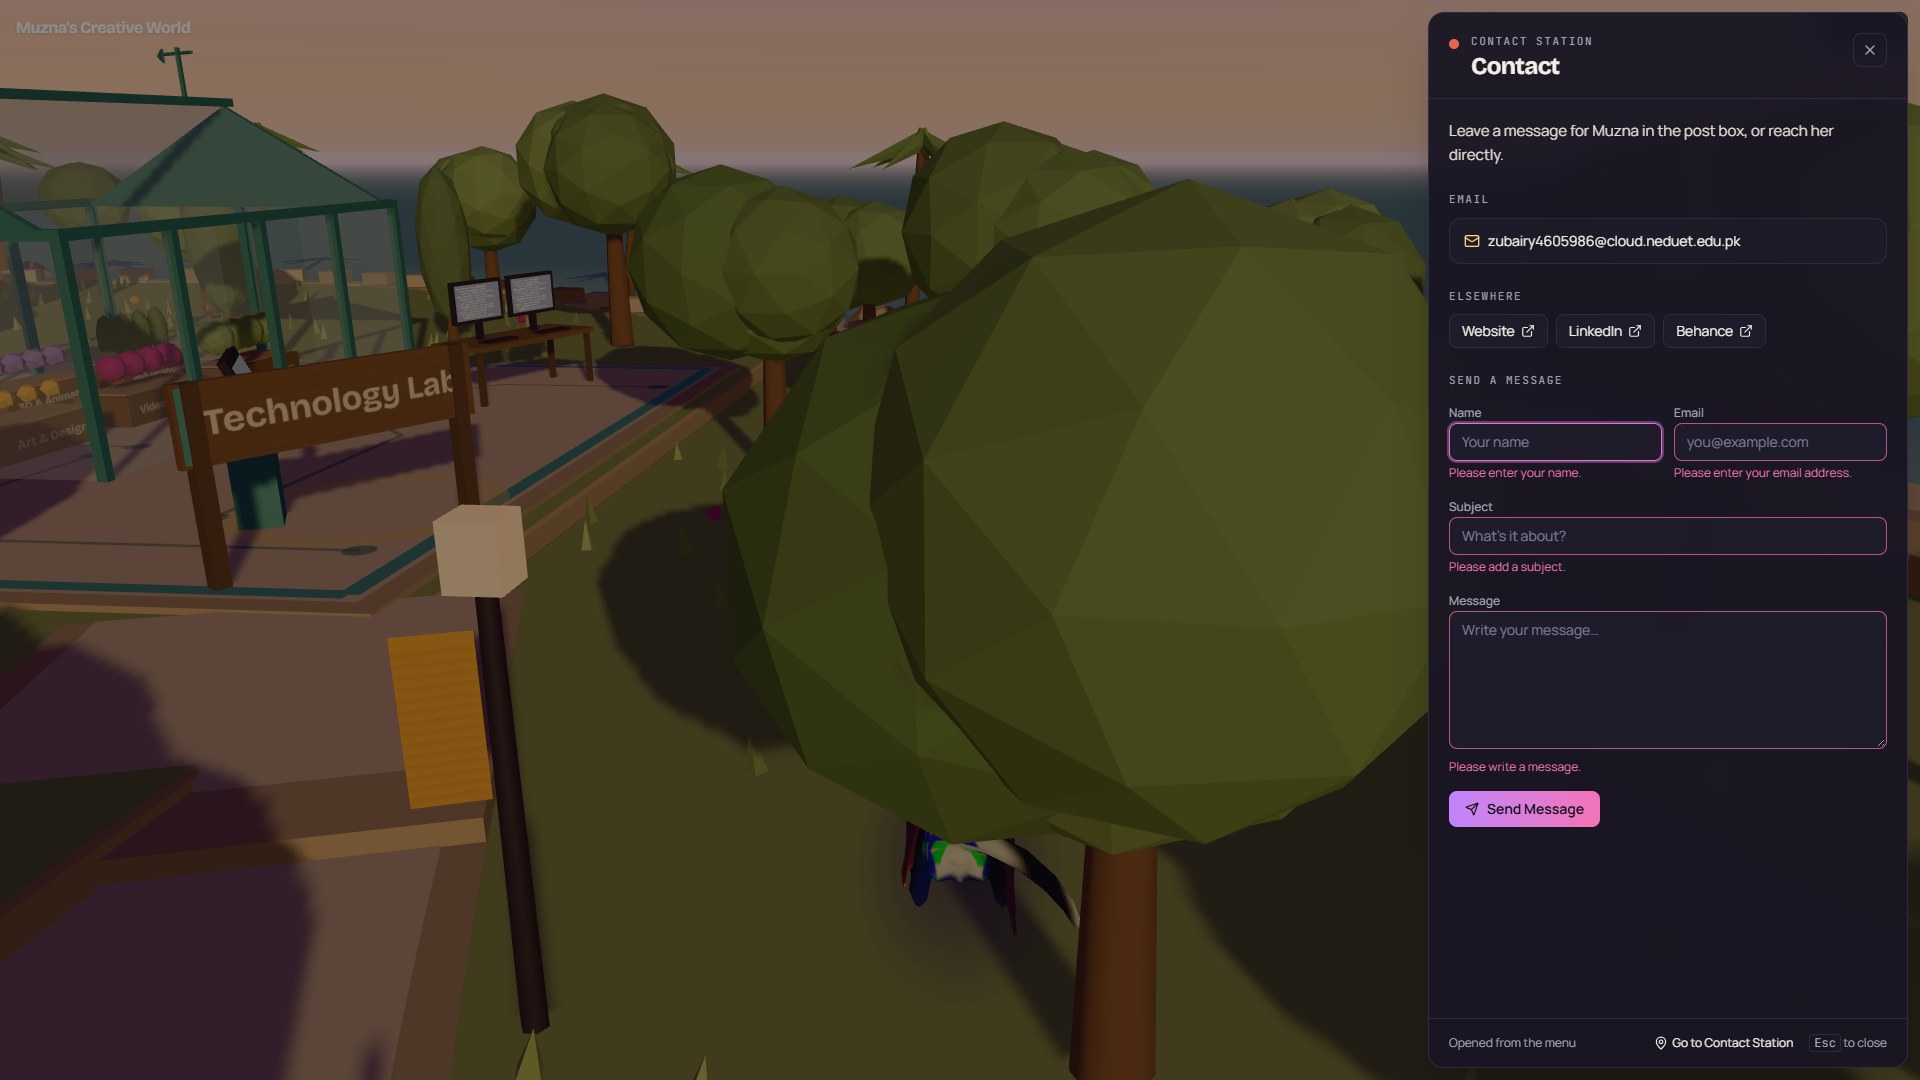 Muzna's Creative World
Technology Lab
Art & Design
Video
CONTACT STATION
Contact
Leave a message for Muzna in the post box, or reach her
directly.
EMAIL
zubairy4605986@cloud.neduet.edu.pk
ELSEWHERE
Website
LinkedIn
Behance
SEND A MESSAGE
Name
Email
Your name
you@example.com
Please enter your name.
Please enter your email address.
Subject
What's it about?
Please add a subject.
Message
Write your message...
Please write a message.
Send Message
Opened from the menu
Go to Contact Station
Esc to close